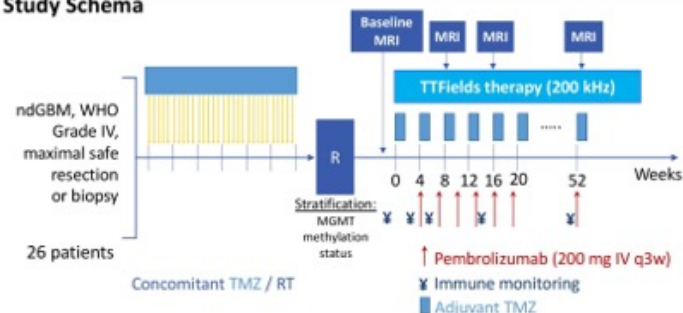 Study Schema
Baseline
MRI
MRI
MRI
MRI
TTFields therapy (200 kHz)
ndGBM, WHO
Grade IV,
maximal safe
resection
or biopsy
R
.....
0 4 8 12 16 20 52 Weeks
Stratification:
MGMT
methylation
status
¥ ¥ ¥ ¥ ¥
26 patients
Concomitant TMZ / RT
Pembrolizumab (200 mg IV q3w)
¥ Immune monitoring
Adjuvant TMZ